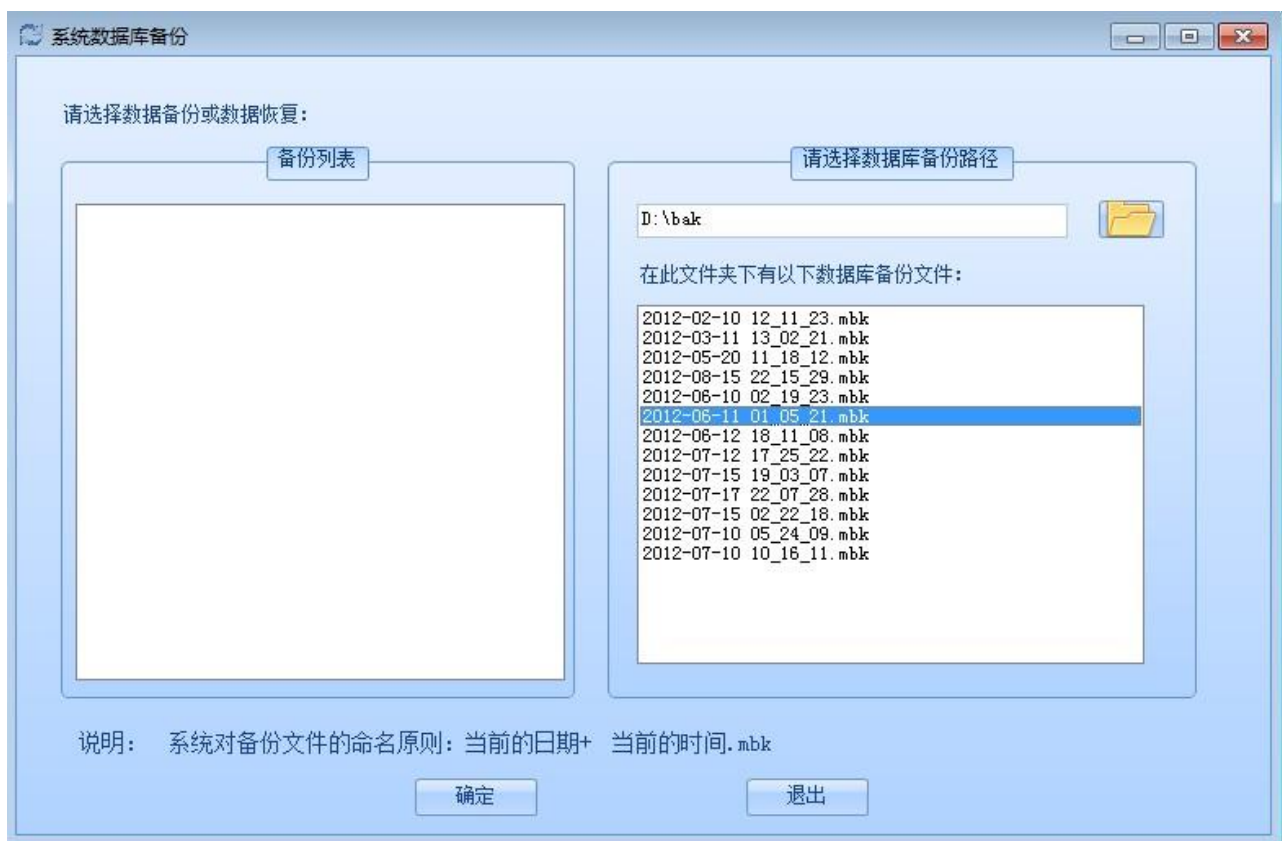 系统数据库备份
请选择数据备份或数据恢复:
备份列表
请选择数据库备份路径
D:\bak
在此文件夹下有以下数据库备份文件:
2012-02-10 12_11_23.mbk
2012-03-11 13_02_21.mbk
2012-05-20 11_18_12.mbk
2012-08-15 22_15_29.mbk
2012-06-10 02_19_23.mbk
2012-06-11 01_05_21.mbk
2012-06-12 18_11_08.mbk
2012-07-12 17_25_22.mbk
2012-07-15 19_03_07.mbk
2012-07-17 22_07_28.mbk
2012-07-15 02_22_18.mbk
2012-07-10 05_24_09.mbk
2012-07-10 10_16_11.mbk
说明: 系统对备份文件的命名原则:当前的日期+ 当前的时间.mbk
确定
退出